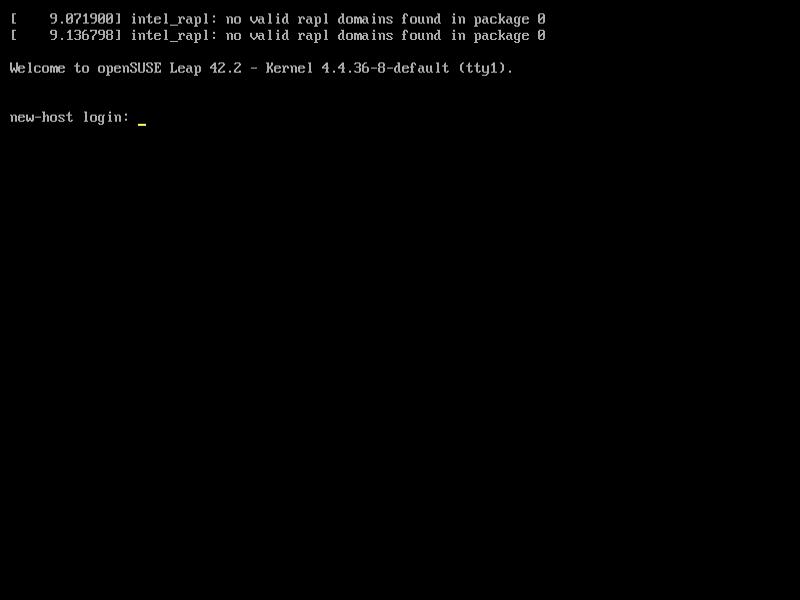 [    9.071900] intel_rapl: no valid rapl domains found in package 0
[    9.136798] intel_rapl: no valid rapl domains found in package 0
Welcome to openSUSE Leap 42.2 - Kernel 4.4.36-8-default (tty1).
new-host login: _